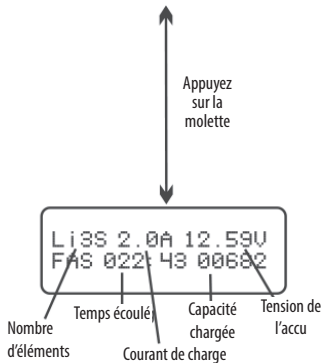 Appuyez
sur la
molette
Li3S 2.0A 12.59V
FAS 022:43 00682
Nombre
d'éléments
Temps écoulé
Courant de charge
Capacité
chargée
Tension de
l'accu